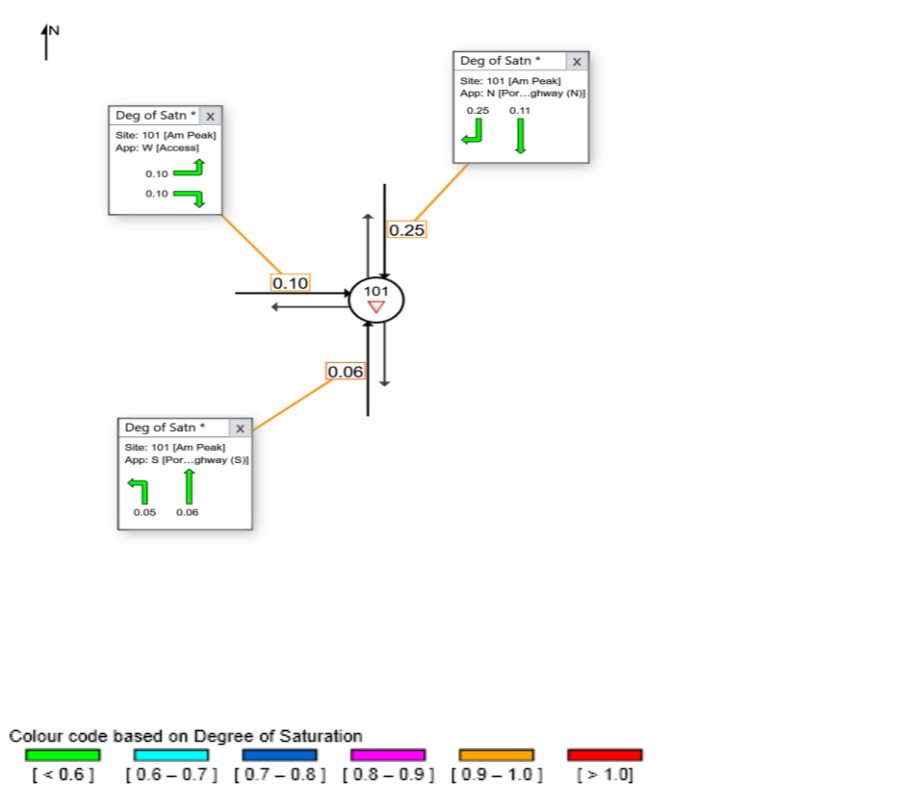 N
Deg of Satn * x
Site: 101 [Am Peak]
App: N [Por...ghway (N)]
0.25 0.11
Deg of Satn * x
Site: 101 [Am Peak]
App: W [Access]
0.10
0.10
0.25
0.10
101
0.06
Deg of Satn * x
Site: 101 [Am Peak]
App: S [Por...ghway (S)]
0.05 0.06
Colour code based on Degree of Saturation
[ < 0.6 ] [ 0.6 – 0.7 ] [ 0.7 – 0.8 ] [ 0.8 – 0.9 ] [ 0.9 – 1.0 ] [ > 1.0]